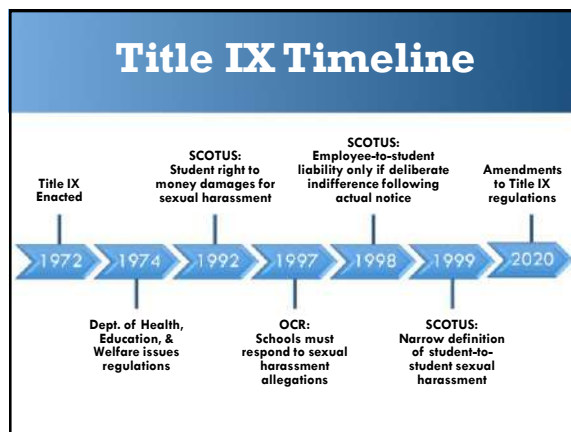 Title IX Timeline
SCOTUS:
Student right to
money damages for
sexual harassment
SCOTUS:
Employee-to-student
liability only if deliberate
indifference following
actual notice
Title IX
Enacted
Amendments
to Title IX
regulations
1972
1974
1992
1997
1998
1999
2020
Dept. of Health,
Education, &
Welfare issues
regulations
OCR:
Schools must
respond to sexual
harassment
allegations
SCOTUS:
Narrow definition
of student-to-
student sexual
harassment